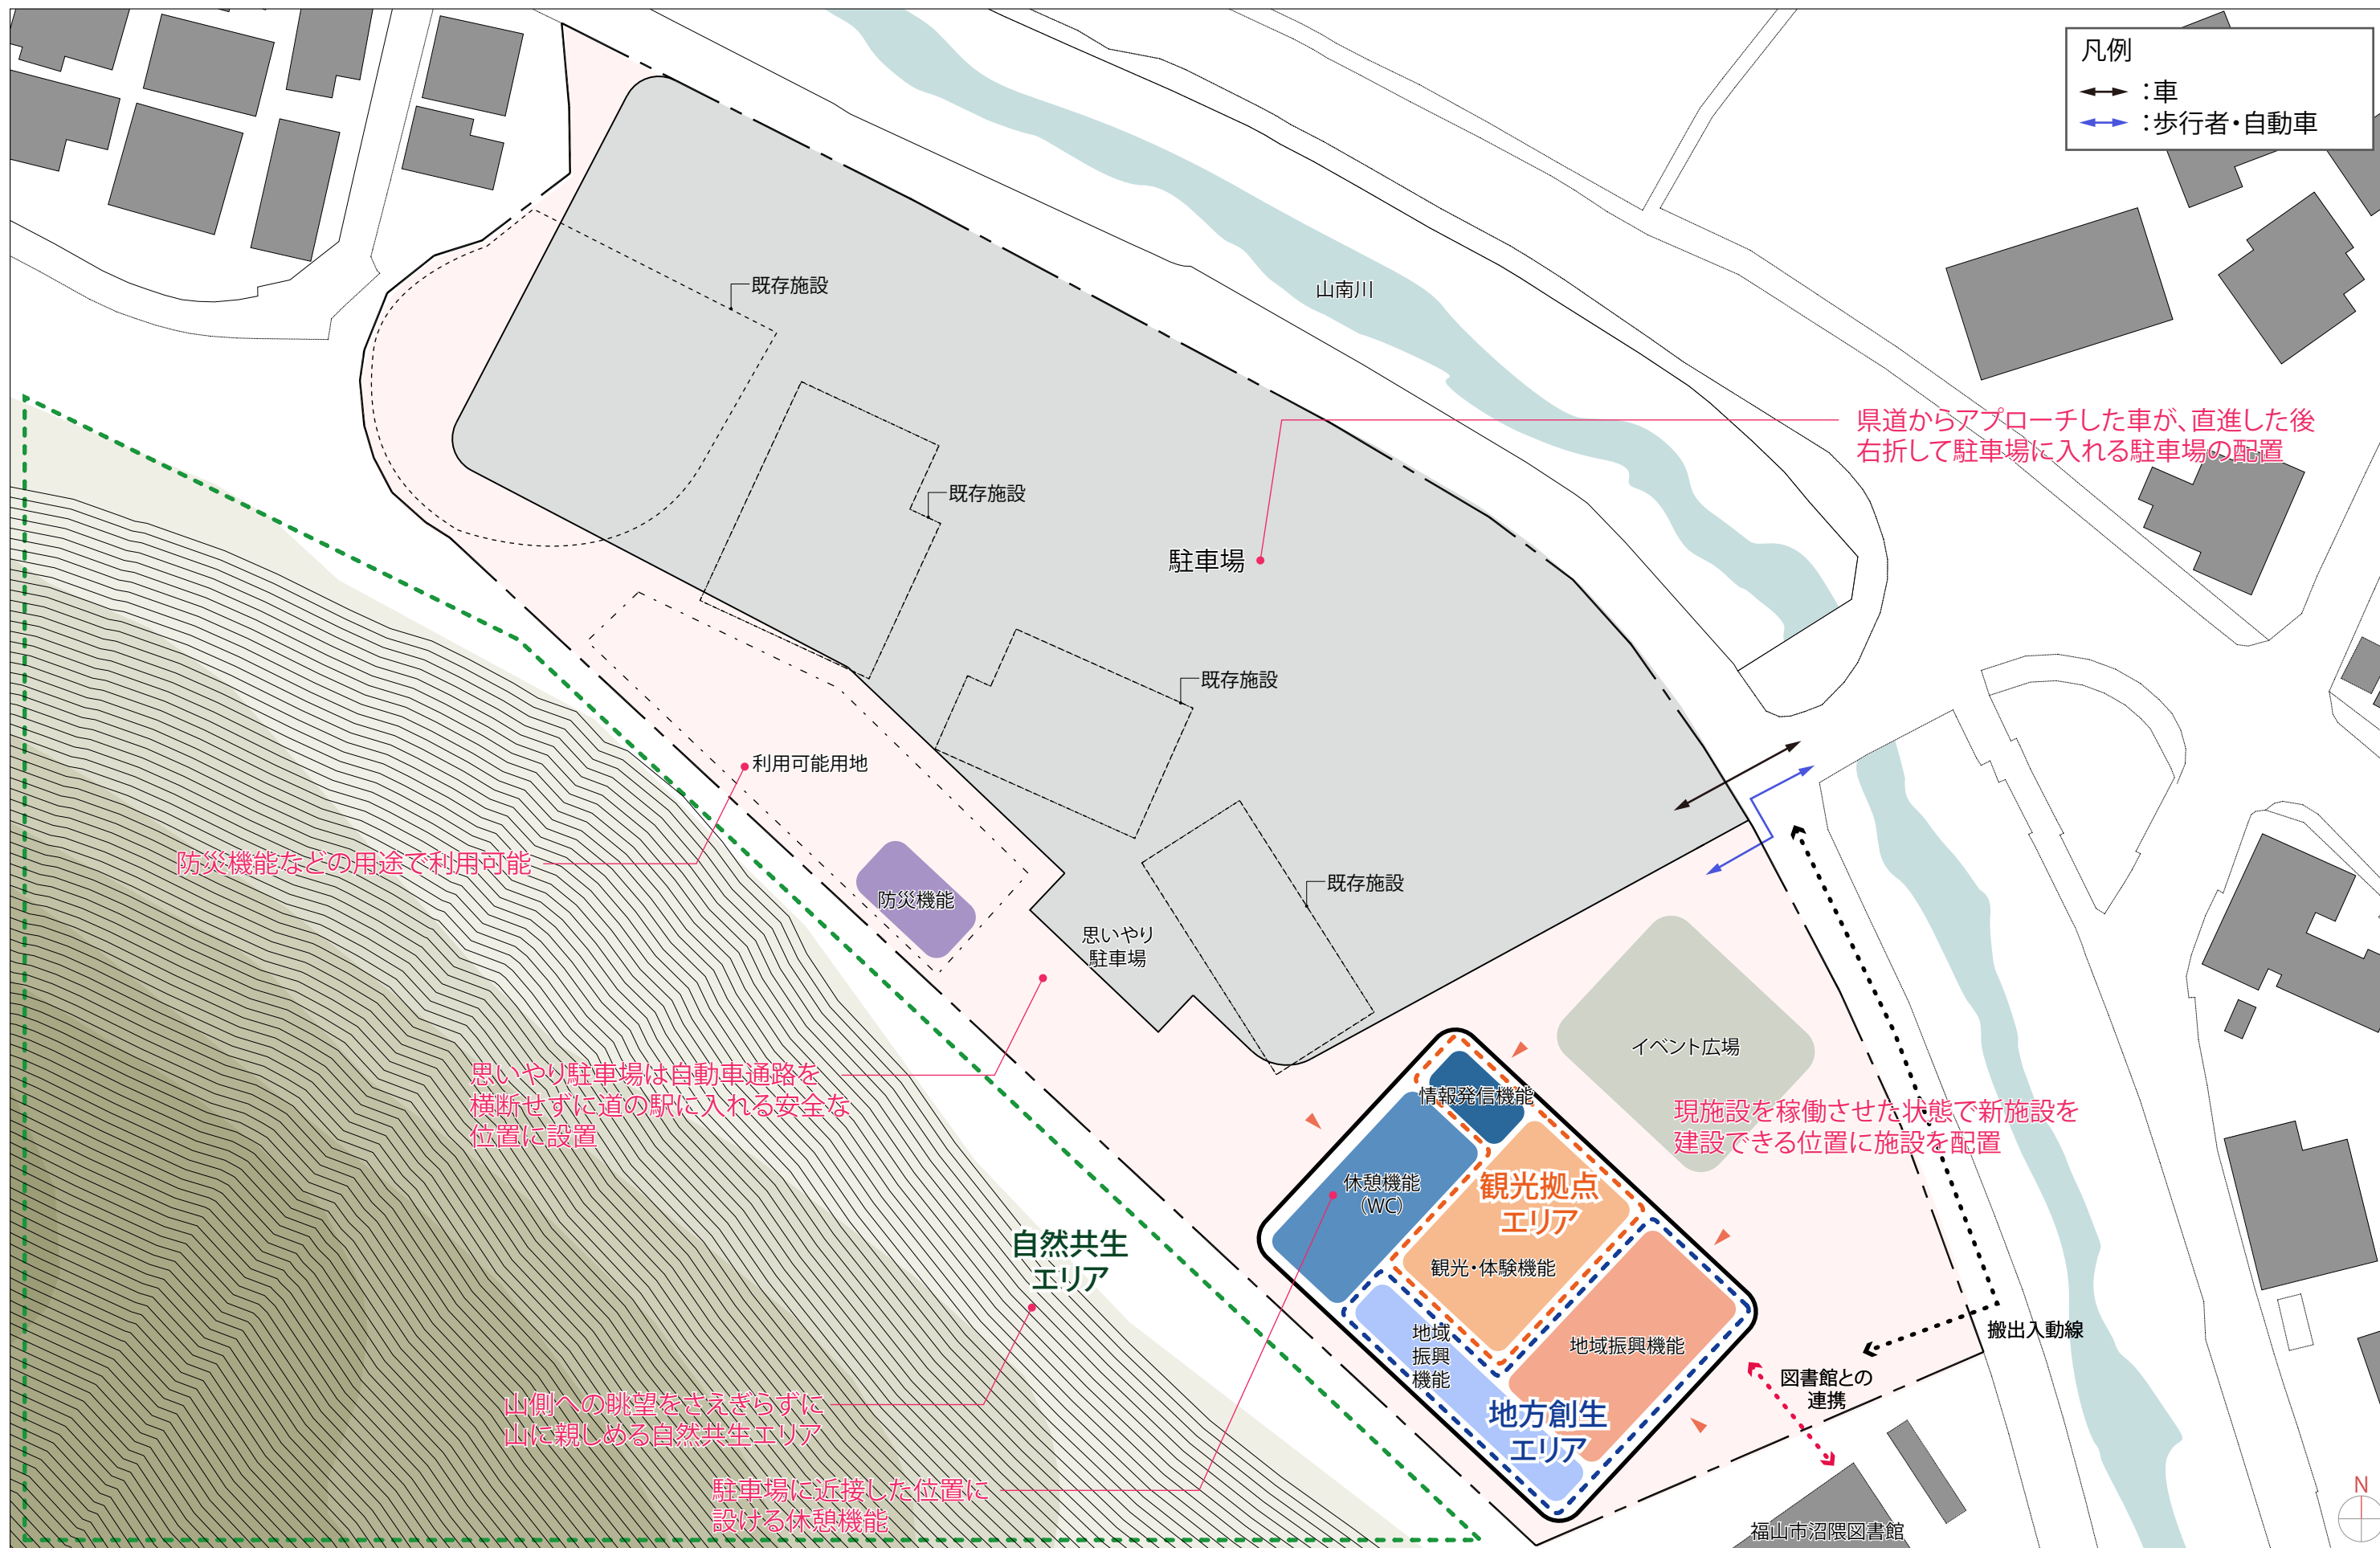 凡例
：車
：歩行者・自動車
既存施設
山南川
県道からアプローチした車が、直進した後
右折して駐車場に入れる駐車場の配置
既存施設
駐車場
既存施設
利用可能用地
防災機能などの用途で利用可能
既存施設
防災機能
思いやり
駐車場
イベント広場
思いやり駐車場は自動車通路を
横断せずに道の駅に入れる安全な
位置に設置
情報発信機能
現施設を稼働させた状態で新施設を
建設できる位置に施設を配置
休憩機能
（WC）
観光拠点
エリア
自然共生
エリア
観光・体験機能
地域
振興
機能
地域振興機能
搬出入動線
図書館との
連携
山側への眺望をさえぎらずに
山に親しめる自然共生エリア
地方創生
エリア
駐車場に近接した位置に
設ける休憩機能
福山市沼隈図書館
N